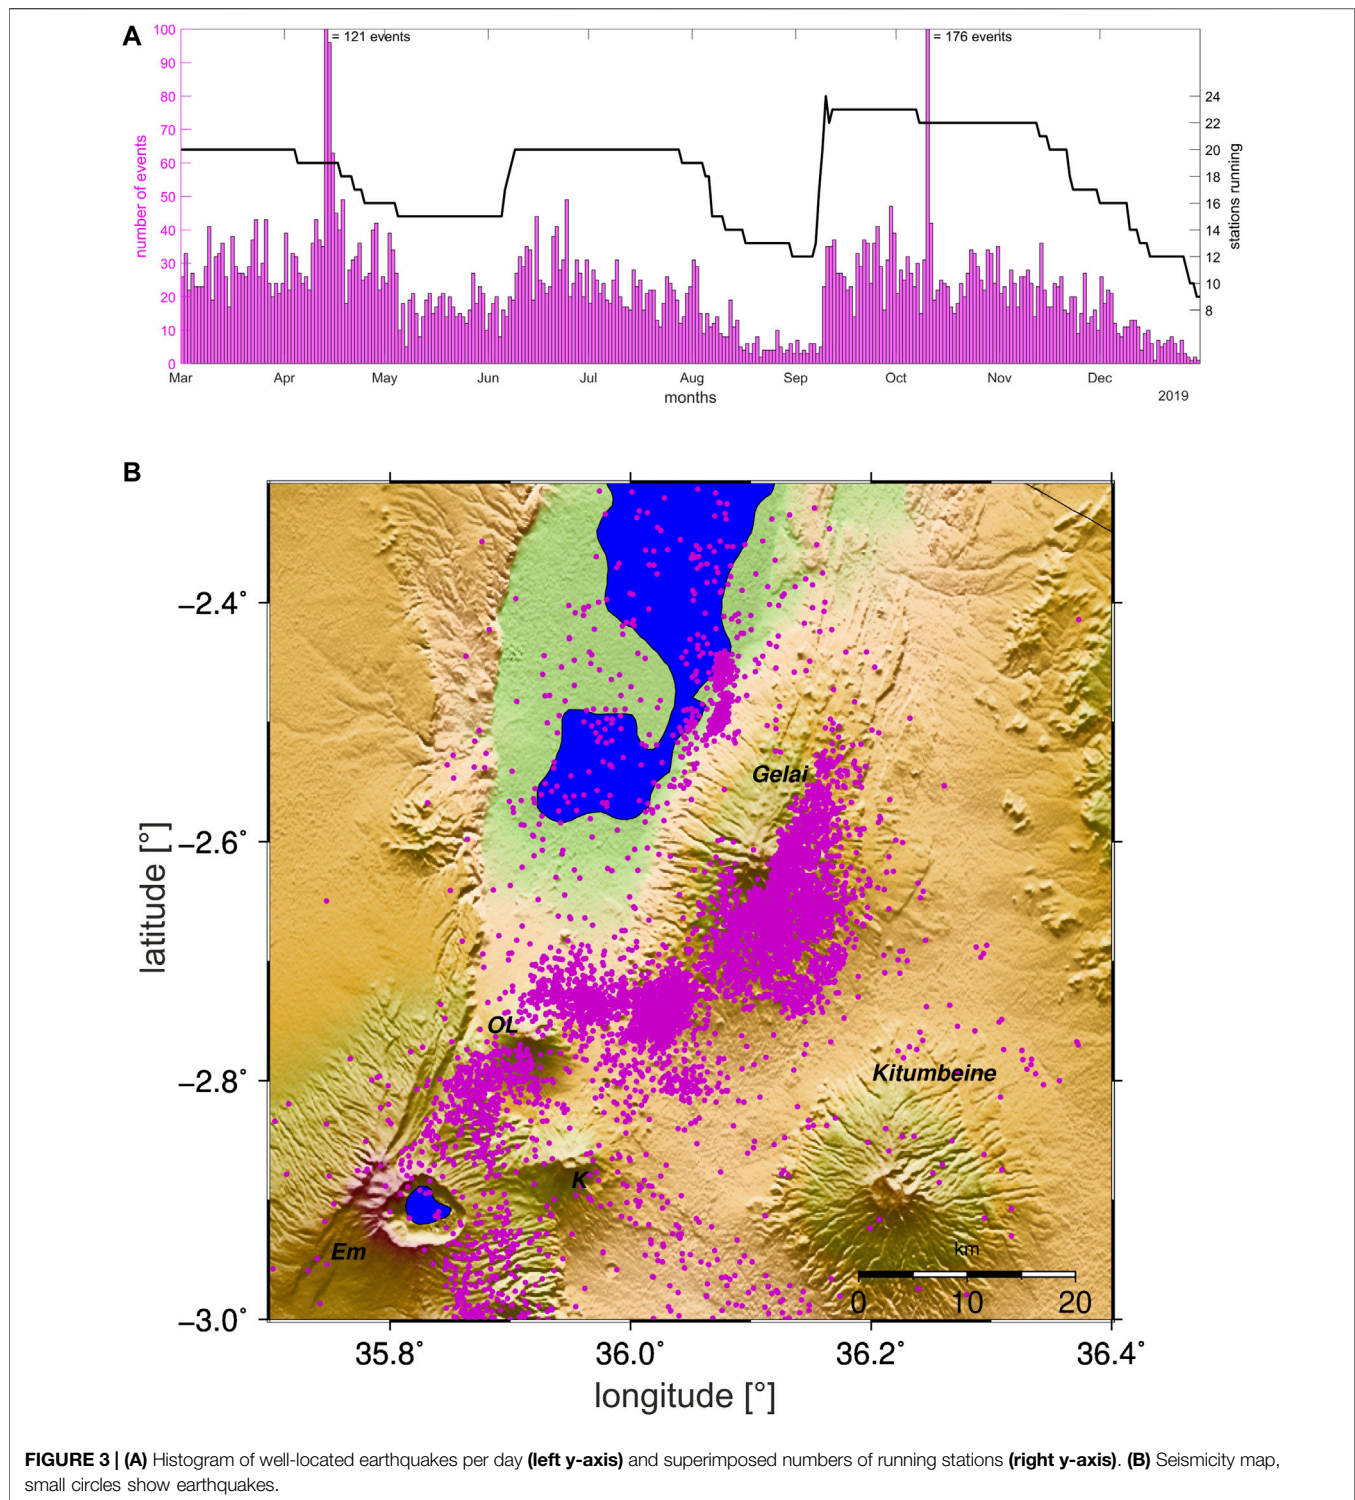 A
100
90
80
70
60
50
40
30
20
10
0
number of events
= 121 events
= 176 events
24
22
20
18
16
14
12
10
8
stations running
Mar Apr May Jun Jul Aug Sep Oct Nov Dec
months
2019
B
−2.4°
−2.6°
−2.8°
−3.0°
latitude [°]
Gelai
OL
Kitumbeine
K
Em
km
0 10 20
35.8° 36.0° 36.2° 36.4°
longitude [°]
FIGURE 3 | (A) Histogram of well-located earthquakes per day (left y-axis) and superimposed numbers of running stations (right y-axis). (B) Seismicity map,
small circles show earthquakes.